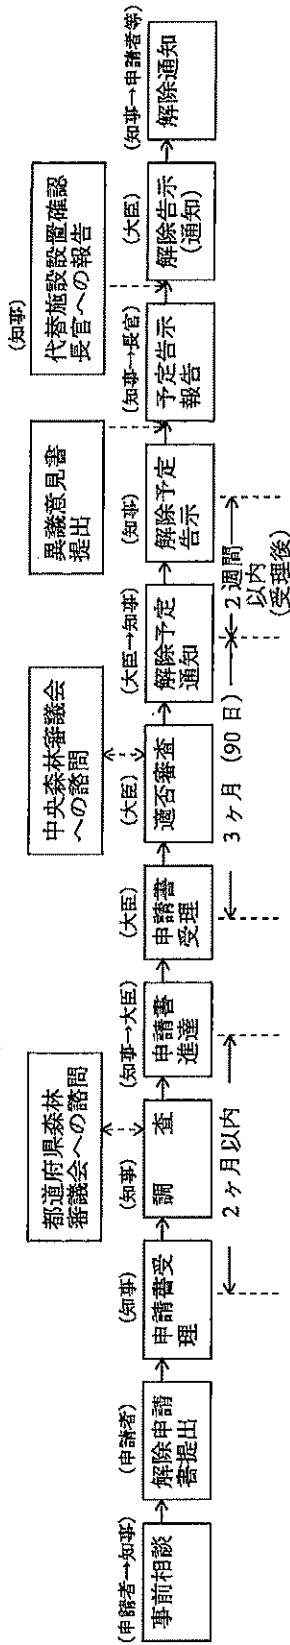 (申請者→知事)
事前相談
(申請者)
解除申請
書提出
(知事)
申請書受
理
都道府県森林
審議会への諮問
(知事)
調　査
(知事→大臣)
申請書
進達
2ヶ月以内
(大臣)
申請書
受理
中央森林審議会
への諮問
(大臣)
適否審査
(大臣→知事)
解除予定
通知
3ヶ月(90日)
(知事)
解除予定
告示
2週間
以内
(受理後)
異議意見書
提出
(知事→長官)
予定告示
報告
(知事)
代替施設設置確認
長官への報告
(大臣)
解除告示
(通知)
(知事→申請者等)
解除通知